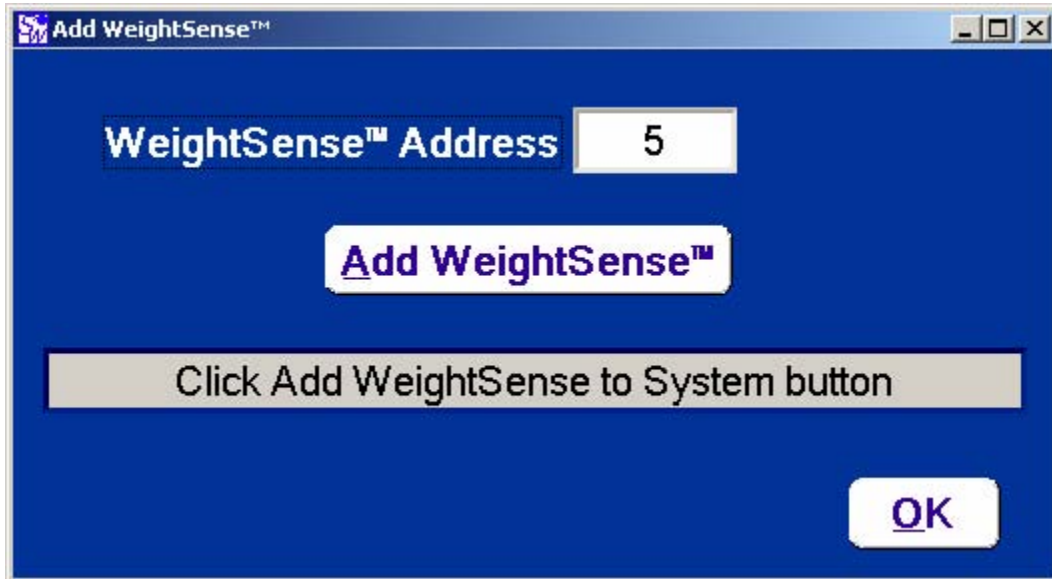 Add WeightSense™
WeightSense™ Address 5
Add WeightSense™
Click Add WeightSense to System button
OK